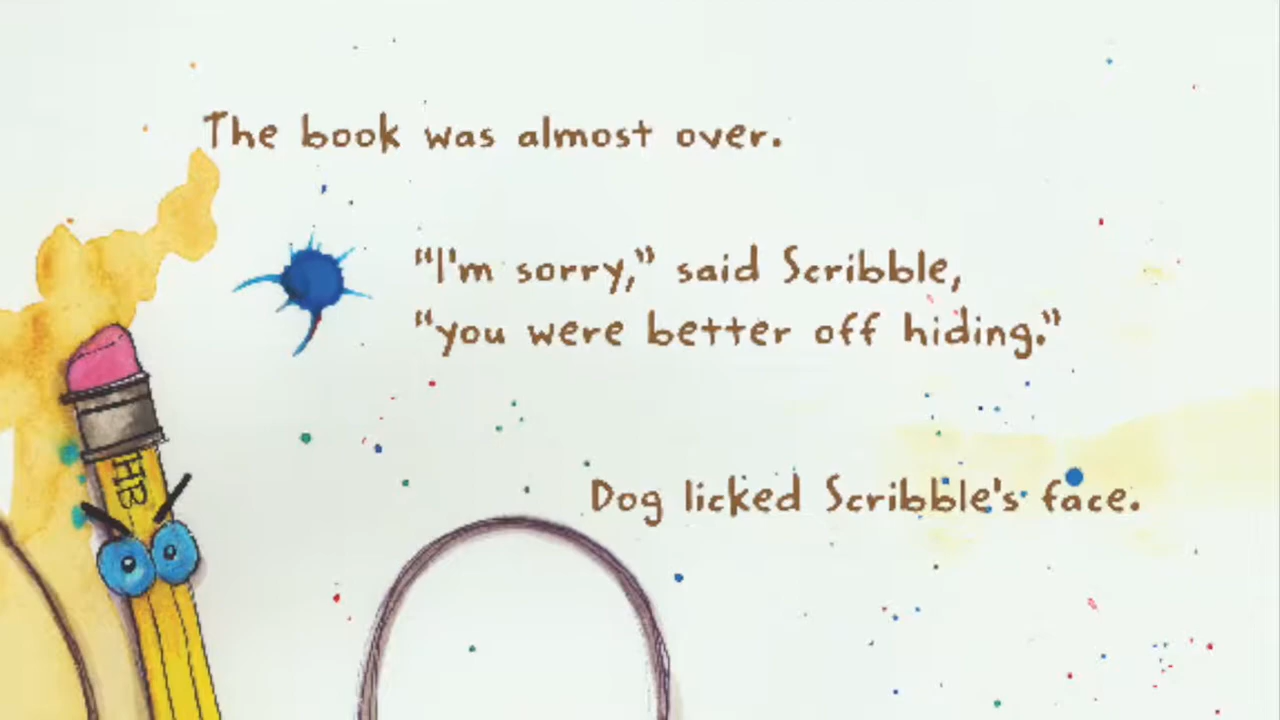 The book was almost over.
“I'm sorry,” said Scribble,
“you were better off hiding.”
HB
Dog licked Scribble's face.